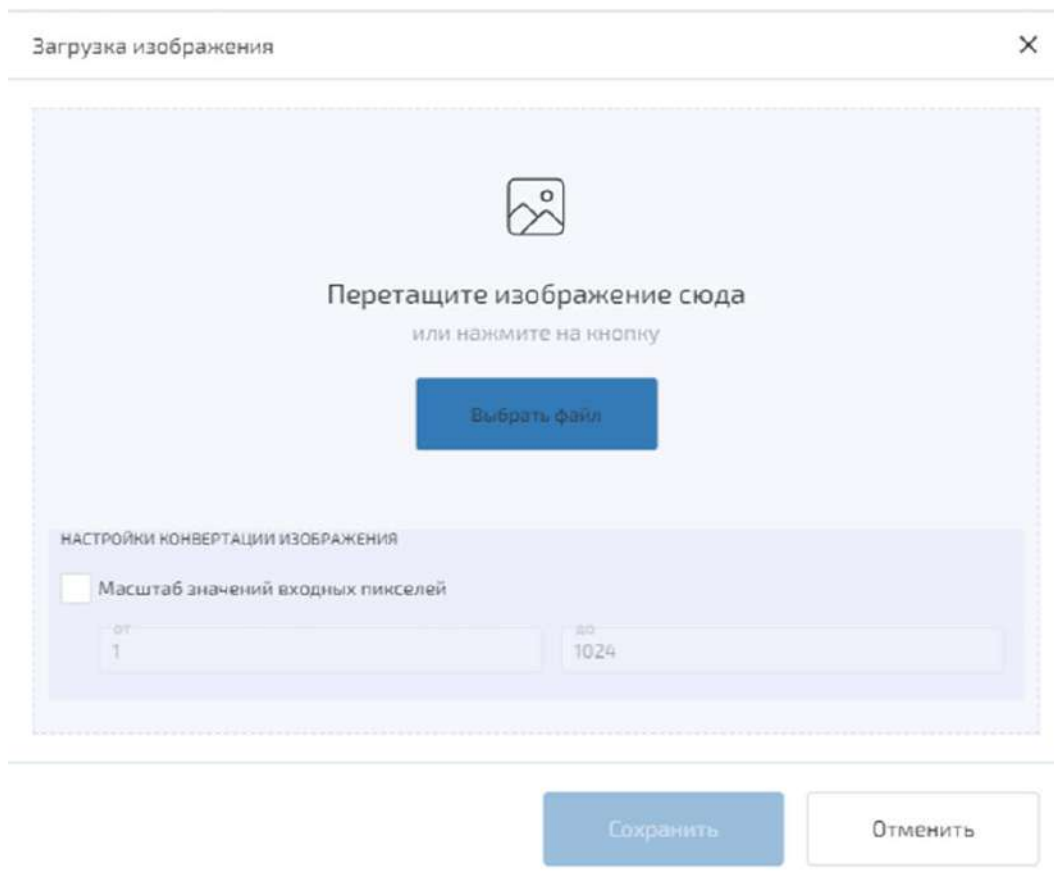 Загрузка изображения
Перетащите изображение сюда
или нажмите на кнопку
Выбрать файл
НАСТРОЙКИ КОНВЕРТАЦИИ ИЗОБРАЖЕНИЯ
Масштаб значений входных пикселей
от
1
до
1024
Сохранить
Отменить